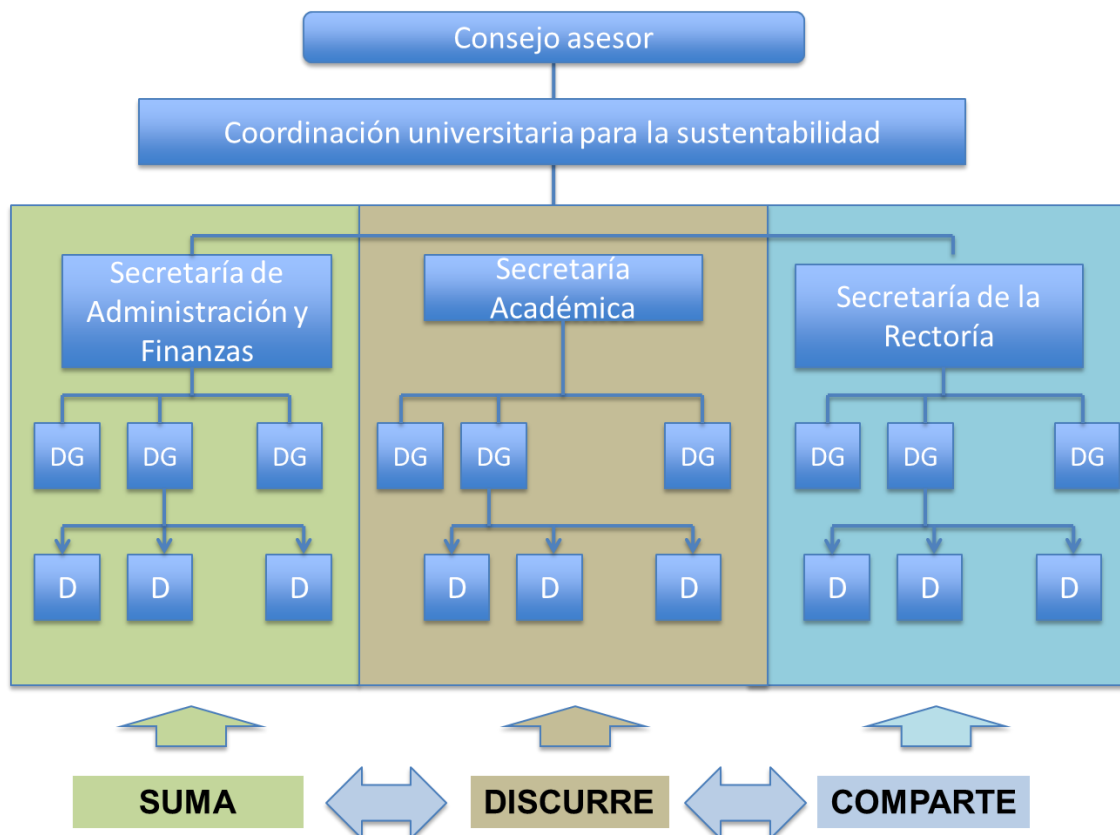 Consejo asesor
Coordinación universitaria para la sustentabilidad
Secretaría de
Administración y
Finanzas
Secretaría
Académica
Secretaría de la
Rectoría
DG DG DG
DG DG DG
DG DG DG
D D D
D D D
D D D
SUMA
DISCURRE
COMPARTE